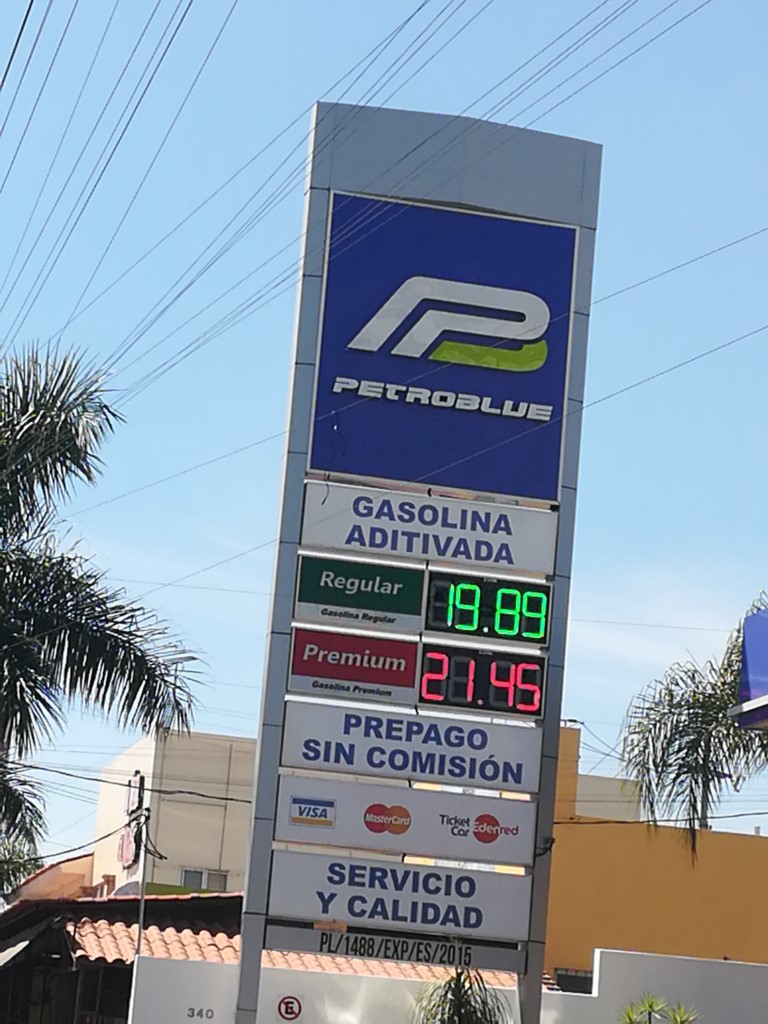 PETROBLUE
GASOLINA
ADITIVADA
Regular
Gasolina Regular
19.89
Premium
Gasolina Premium
21.45
PREPAGO
SIN COMISIÓN
VISA
MasterCard
Ticket
Car
Edenred
SERVICIO
Y CALIDAD
PL/1488/EXP/ES/2015
340
E